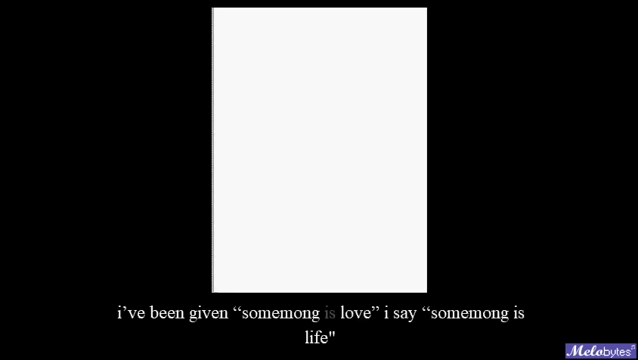 i’ve been given “somemong is love” i say “somemong is
life"
Melobytes